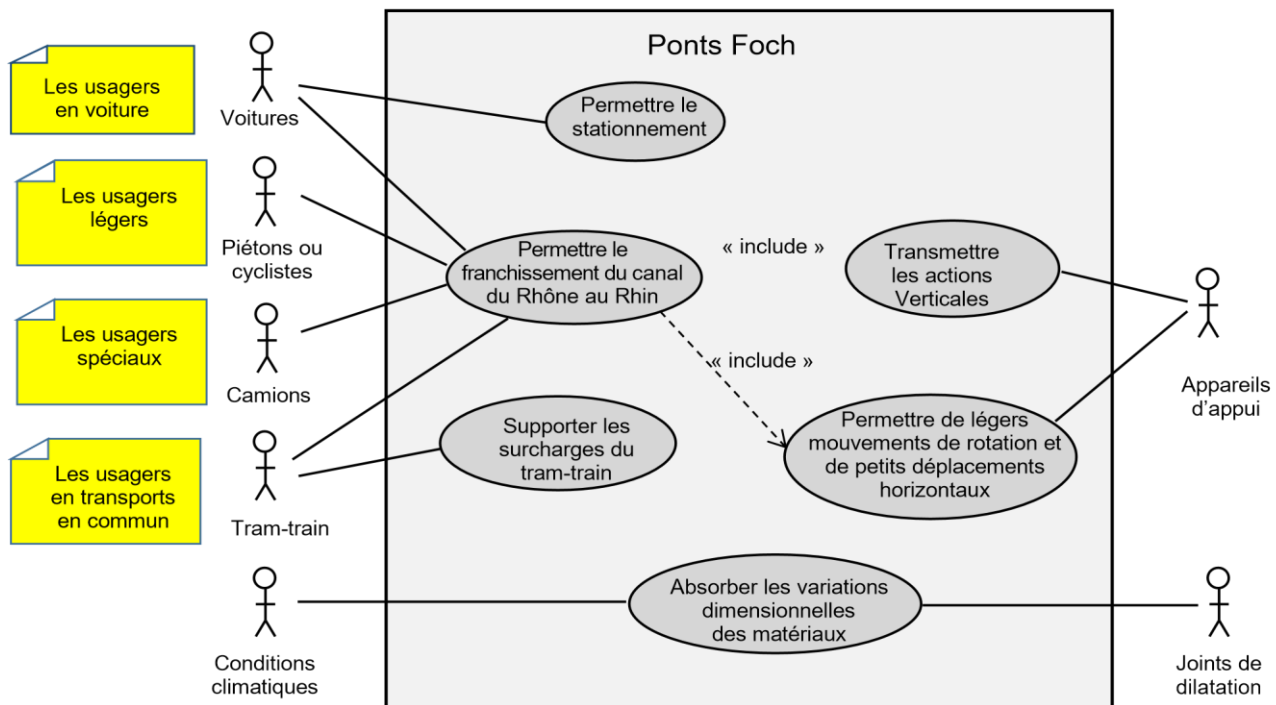 Ponts Foch
Les usagers
en voiture
Voitures
Permettre le
stationnement
Les usagers
légers
Piétons ou
cyclistes
Permettre le
franchissement du canal
du Rhône au Rhin
« include »
Transmettre
les actions
Verticales
Les usagers
spéciaux
Camions
« include »
Appareils
d'appui
Supporter les
surcharges du
tram-train
Permettre de légers
mouvements de rotation et
de petits déplacements
horizontaux
Les usagers
en transports
en commun
Tram-train
Absorber les variations
dimensionnelles
des matériaux
Conditions
climatiques
Joints de
dilatation